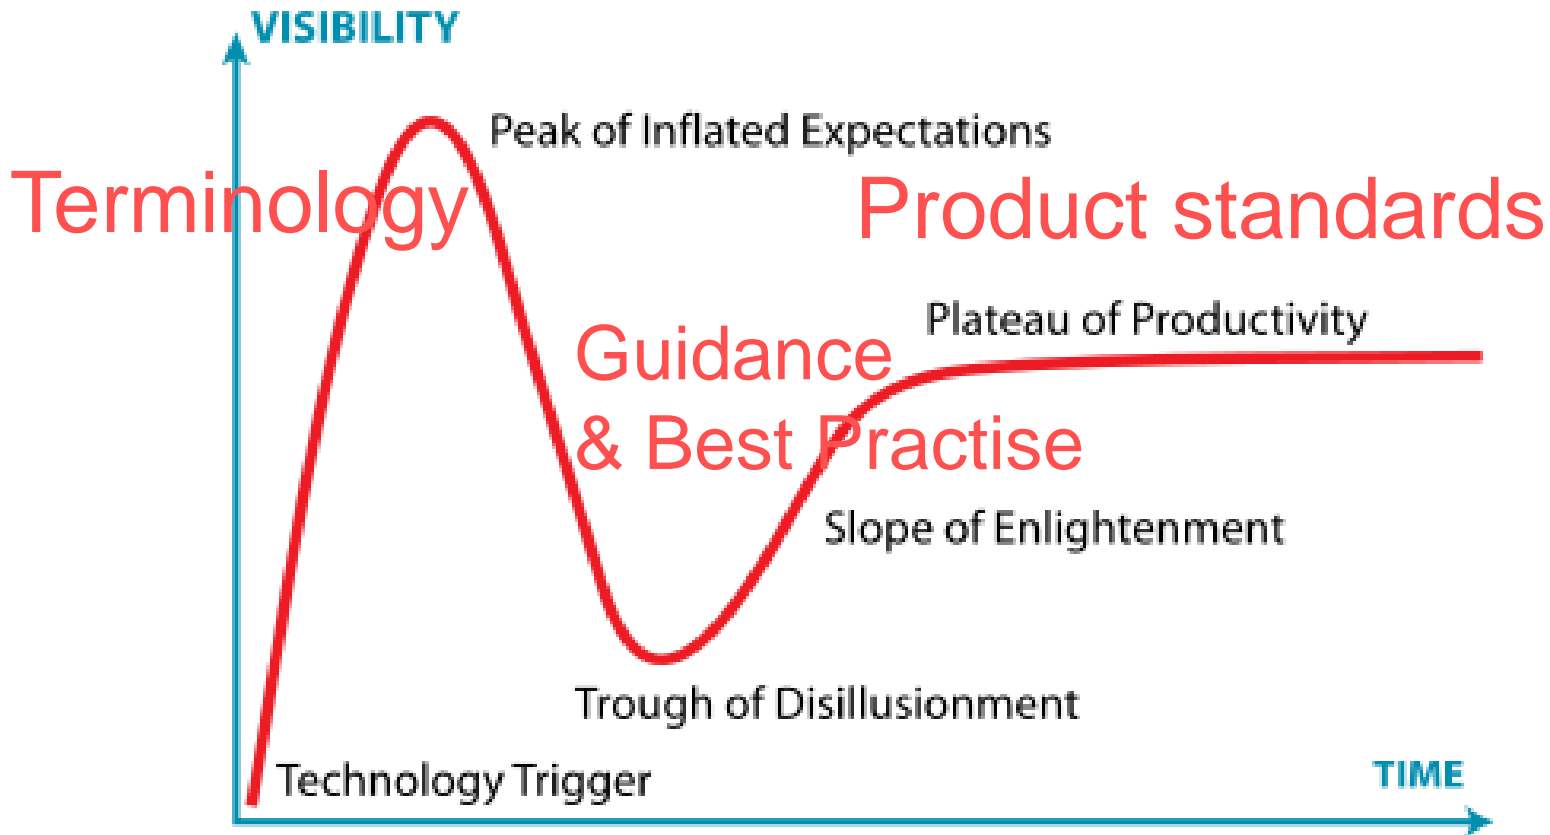 VISIBILITY
Peak of Inflated Expectations
Terminology
Product standards
Plateau of Productivity
Guidance
& Best Practise
Slope of Enlightenment
Trough of Disillusionment
Technology Trigger
TIME